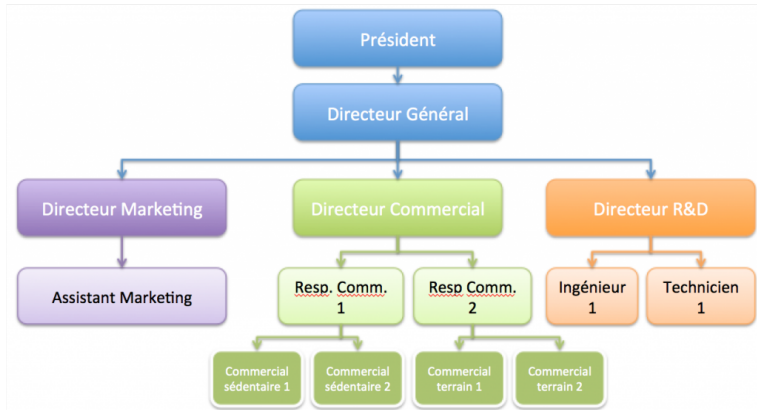 Président
Directeur Général
Directeur Marketing
Directeur Commercial
Directeur R&D
Assistant Marketing
Resp. Comm.
1
Resp Comm.
2
Ingénieur
1
Technicien
1
Commercial
sédentaire 1
Commercial
sédentaire 2
Commercial
terrain 1
Commercial
terrain 2